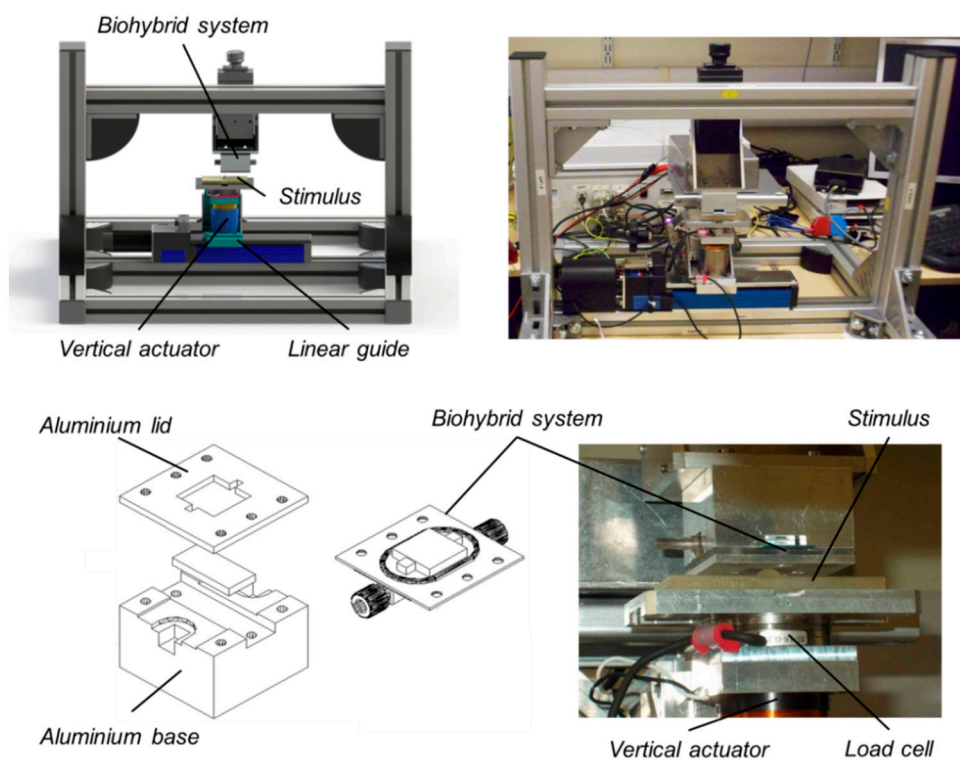 Biohybrid system
Stimulus
Vertical actuator
Linear guide
Aluminium lid
Biohybrid system
Stimulus
Aluminium base
Vertical actuator
Load cell